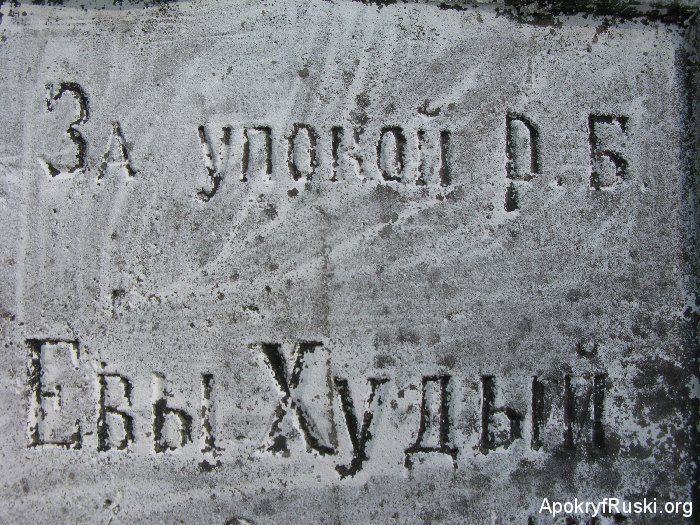 За упокой р.Б.
Евы Худый
ApokryfRuski.org